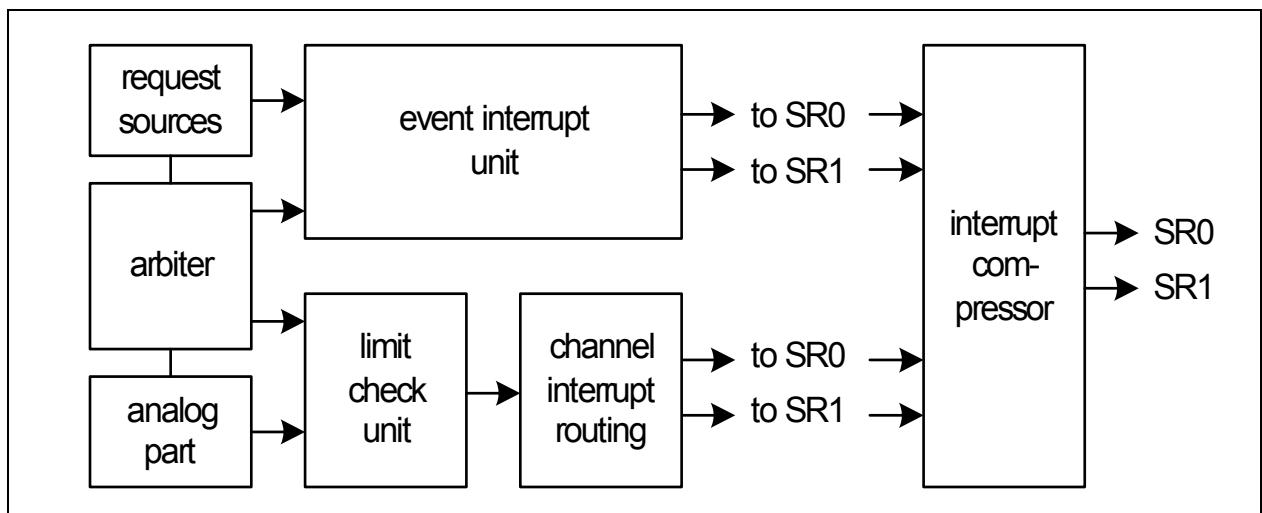 request
sources
arbiter
analog
part
event interrupt
unit
limit
check
unit
channel
interrupt
routing
to SR0
to SR1
to SR0
to SR1
interrupt
com-
pressor
SR0
SR1